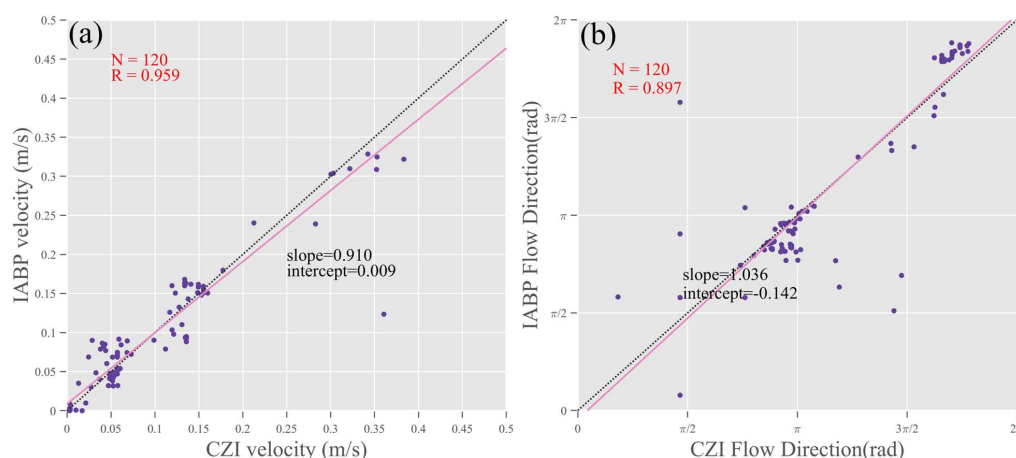 (a)
N = 120
R = 0.959
slope=0.910
intercept=0.009
IABP velocity (m/s)
0.5
0.45
0.4
0.35
0.3
0.25
0.2
0.15
0.1
0.05
0
0
0.05
0.1
0.15
0.2
0.25
0.3
0.35
0.4
0.45
0.5
CZI velocity (m/s)
(b)
N = 120
R = 0.897
slope=1.036
intercept=-0.142
IABP Flow Direction(rad)
2π
3π/2
π
π/2
0
0
π/2
π
3π/2
2
CZI Flow Direction(rad)